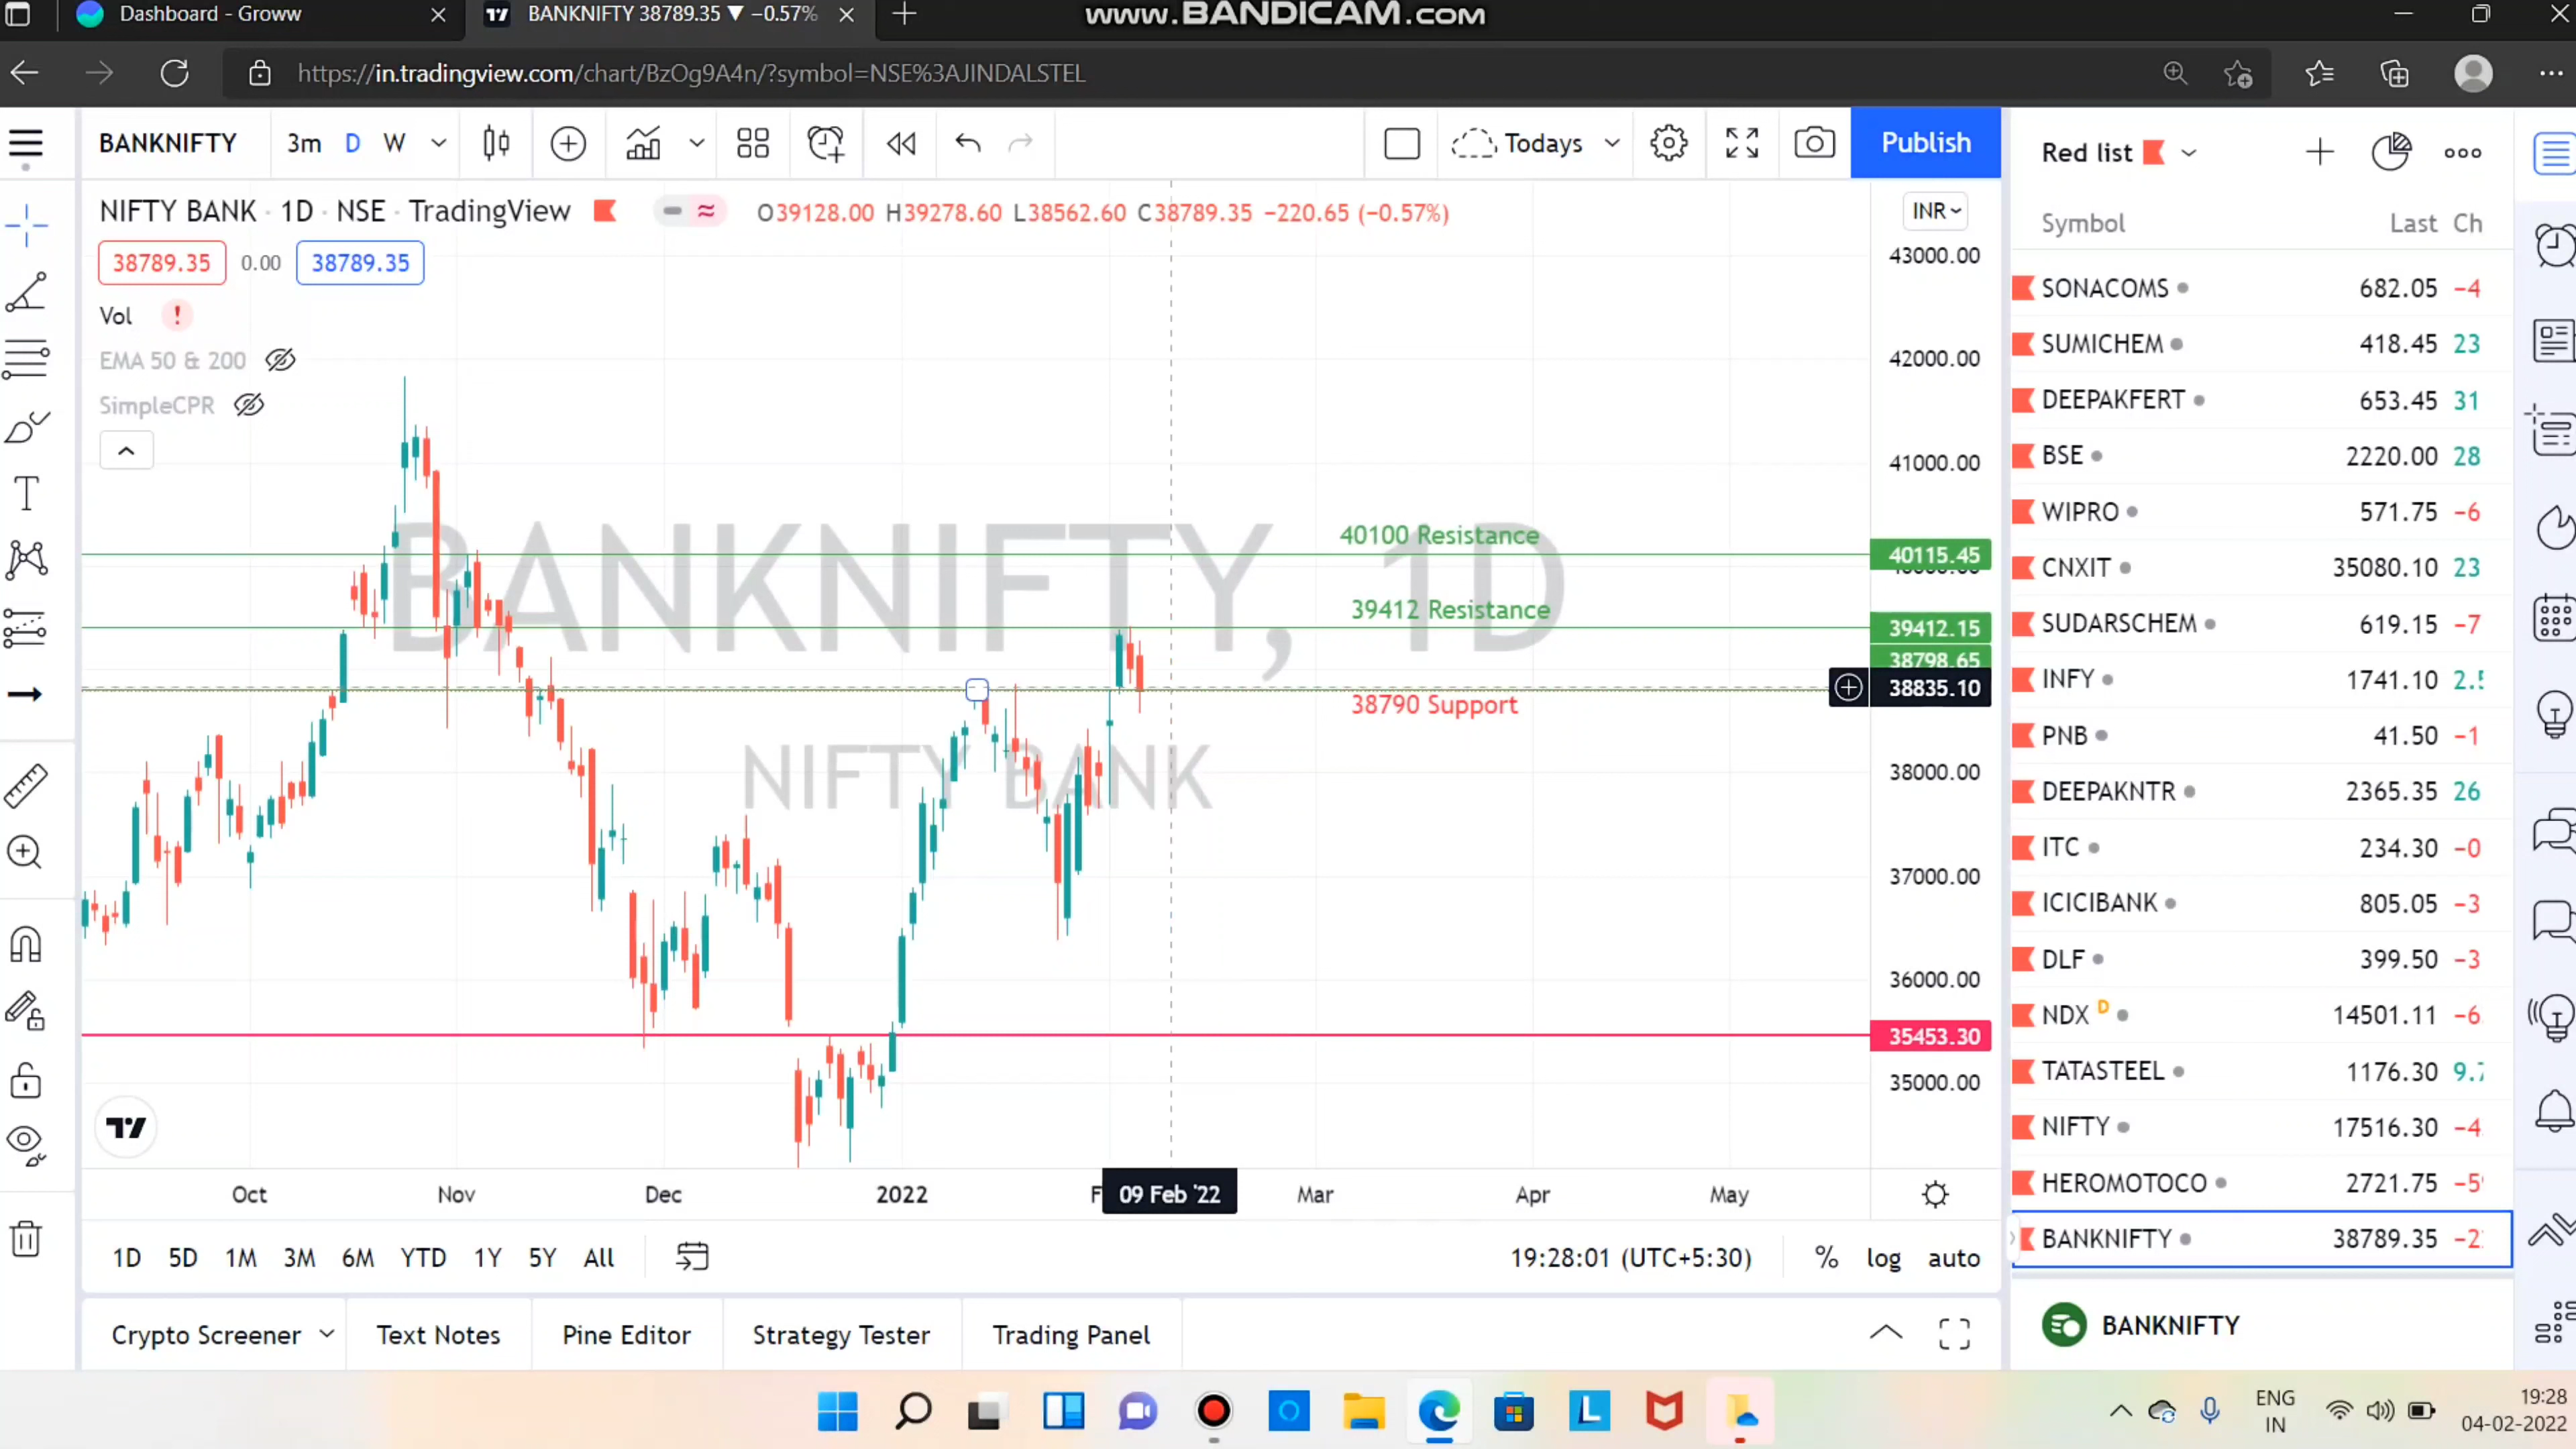 Dashboard - Groww
BANKNIFTY 38789.35 ▼ −0.57%
www.BANDICAM.com
https://in.tradingview.com/chart/BzOg9A4n/?symbol=NSE%3AJINDALSTEL
BANKNIFTY 3m D W Todays Publish
Red list
NIFTY BANK · 1D · NSE · TradingView O39128.00 H39278.60 L38562.60 C38789.35 −220.65 (−0.57%)
INR
Symbol Last Ch
38789.35 0.00 38789.35
Vol
EMA 50 & 200
SimpleCPR
BANKNIFTY, 1D
NIFTY BANK
40100 Resistance
39412 Resistance
38790 Support
43000.00
42000.00
41000.00
40115.45
39412.15
38798.65
38835.10
38000.00
37000.00
36000.00
35453.30
35000.00
Oct Nov Dec 2022 F 09 Feb '22 Mar Apr May
1D 5D 1M 3M 6M YTD 1Y 5Y All 19:28:01 (UTC+5:30) % log auto
Crypto Screener Text Notes Pine Editor Strategy Tester Trading Panel
SONACOMS 682.05 −4
SUMICHEM 418.45 23
DEEPAKFERT 653.45 31
BSE 2220.00 28
WIPRO 571.75 −6
CNXIT 35080.10 23
SUDARSCHEM 619.15 −7
INFY 1741.10 2.5
PNB 41.50 −1
DEEPAKNTR 2365.35 26
ITC 234.30 −0
ICICIBANK 805.05 −3
DLF 399.50 −3
NDX D 14501.11 −6
TATASTEEL 1176.30 9.7
NIFTY 17516.30 −4
HEROMOTOCO 2721.75 −5
BANKNIFTY 38789.35 −2
BANKNIFTY
ENG
IN
19:28
04-02-2022